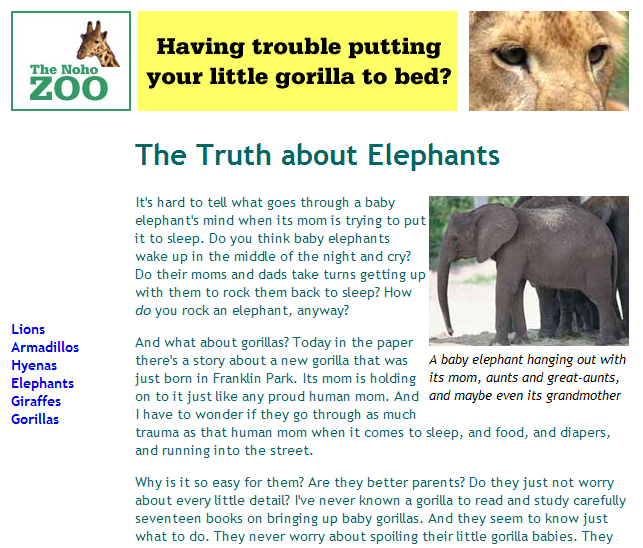 The Noho
ZOO
Having trouble putting
your little gorilla to bed?
The Truth about Elephants
It's hard to tell what goes through a baby
elephant's mind when its mom is trying to put
it to sleep. Do you think baby elephants
wake up in the middle of the night and cry?
Do their moms and dads take turns getting up
with them to rock them back to sleep? How
do you rock an elephant, anyway?
A baby elephant hanging out with
its mom, aunts and great-aunts,
and maybe even its grandmother
Lions
Armadillos
Hyenas
Elephants
Giraffes
Gorillas
And what about gorillas? Today in the paper
there's a story about a new gorilla that was
just born in Franklin Park. Its mom is holding
on to it just like any proud human mom. And
I have to wonder if they go through as much
trauma as that human mom when it comes to sleep, and food, and diapers,
and running into the street.
Why is it so easy for them? Are they better parents? Do they just not worry
about every little detail? I've never known a gorilla to read and study carefully
seventeen books on bringing up baby gorillas. And they seem to know just
what to do. They never worry about spoiling their little gorilla babies. They